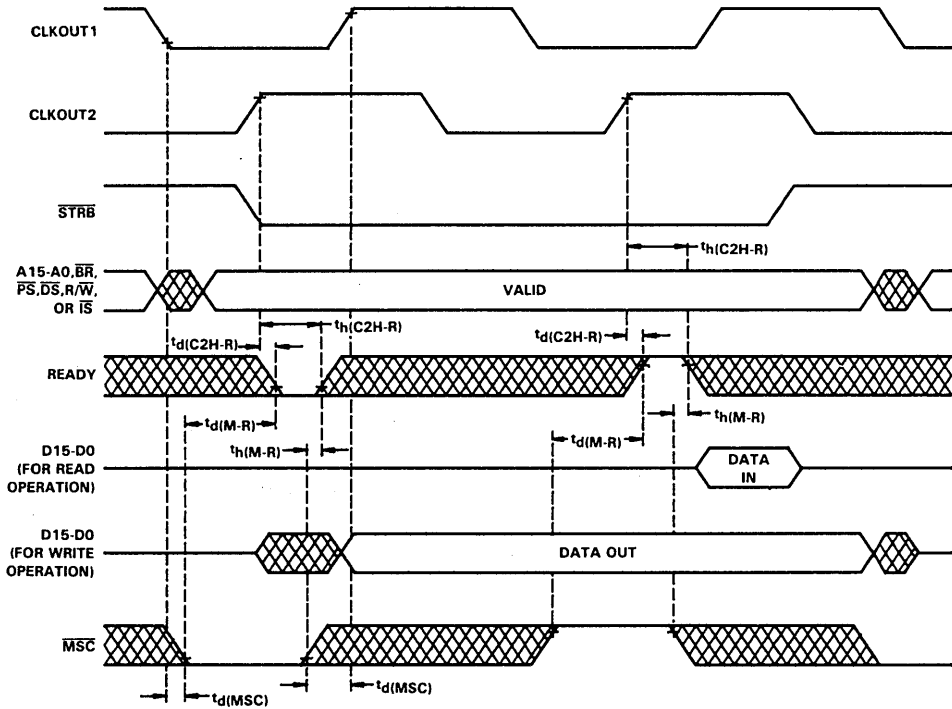 CLKOUT1
CLKOUT2
STRB
th(C2H-R)
A15-A0,BR,
PS,DS,R/W,
OR IS
VALID
th(C2H-R)
td(C2H-R)
td(C2H-R)
READY
td(M-R)
th(M-R)
th(M-R)
td(M-R)
D15-D0
(FOR READ
OPERATION)
DATA
IN
D15-D0
(FOR WRITE
OPERATION)
DATA OUT
MSC
td(MSC)
td(MSC)